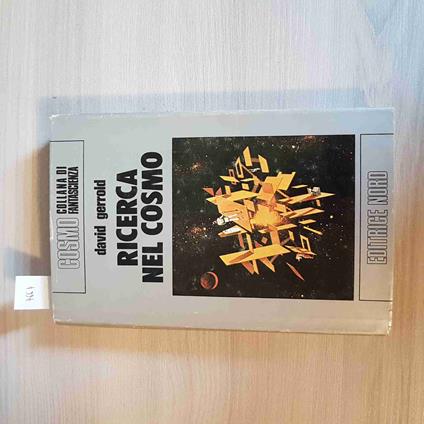 COSMO COLLANA DI
FANTASCIENZA
david gerrold
RICERCA
NEL COSMO
EDITRICE NORD